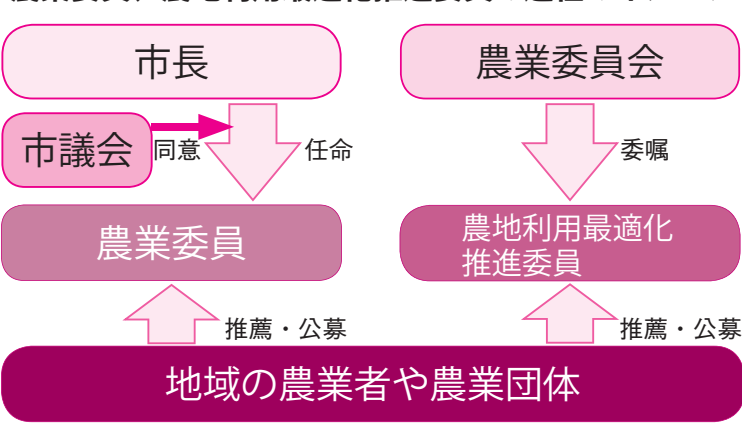 市長
農業委員会
市議会
同意
任命
委嘱
農業委員
農地利用最適化
推進委員
推薦・公募
推薦・公募
地域の農業者や農業団体